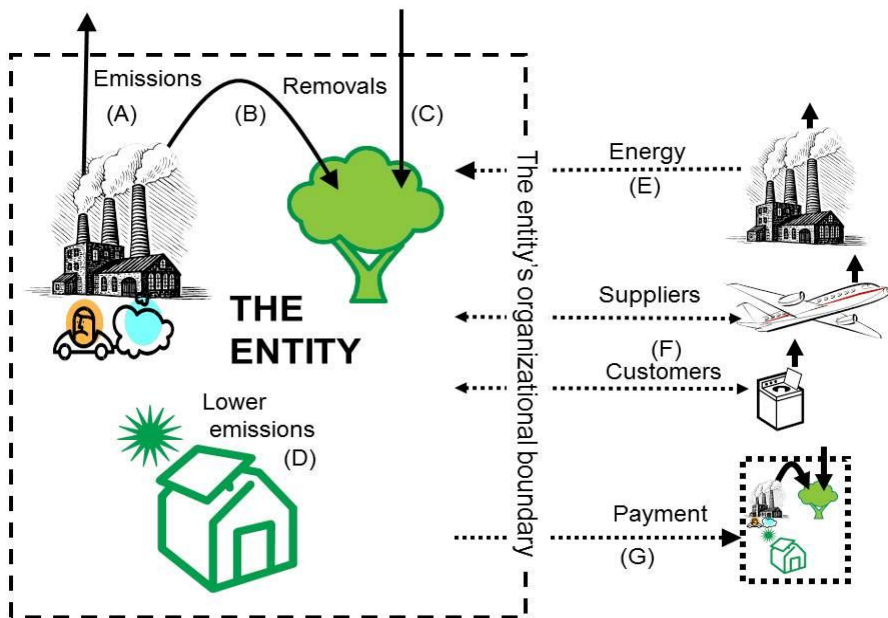 Emissions
(A)
(B)
Removals
(C)
THE
ENTITY
Lower
emissions
(D)
The entity's organizational boundary
Energy
(E)
Suppliers
(F)
Customers
Payment
(G)